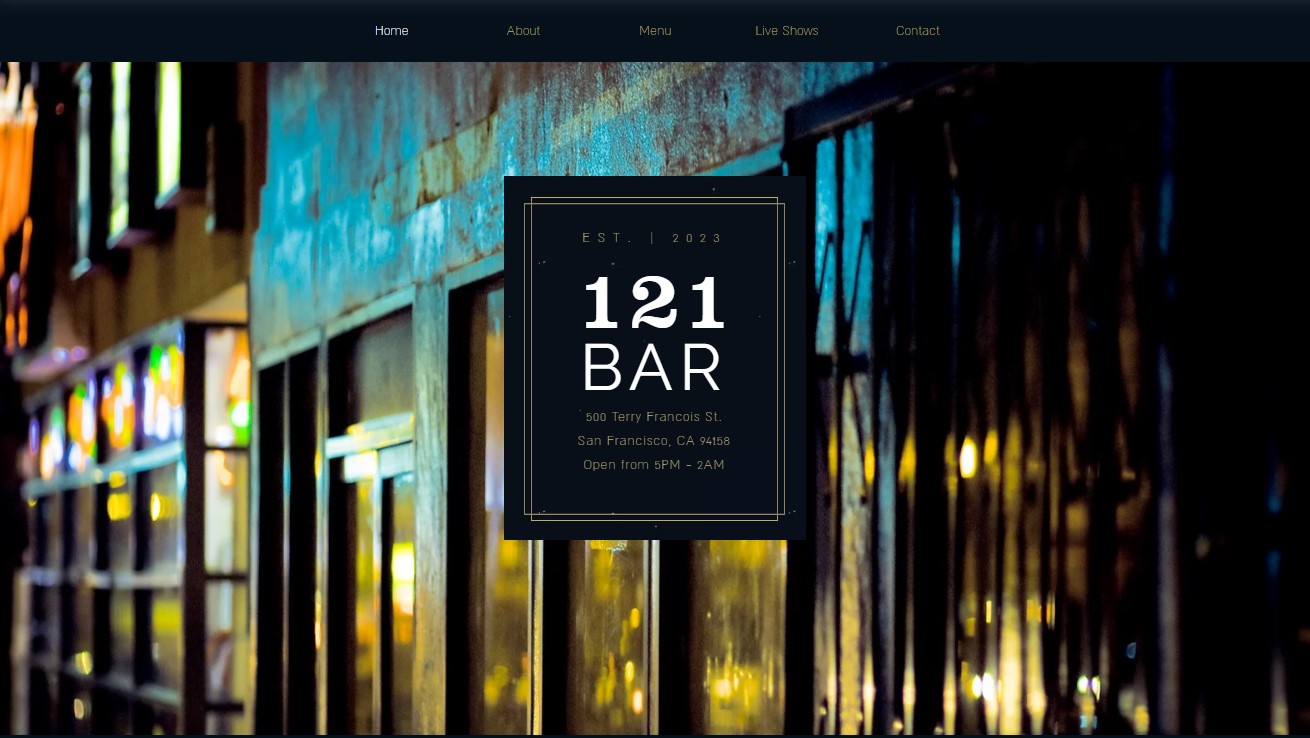 Home
About
Menu
Live Shows
Contact
EST. | 2023
121
BAR
500 Terry Francois St.
San Francisco, CA 94158
Open from 5PM - 2AM